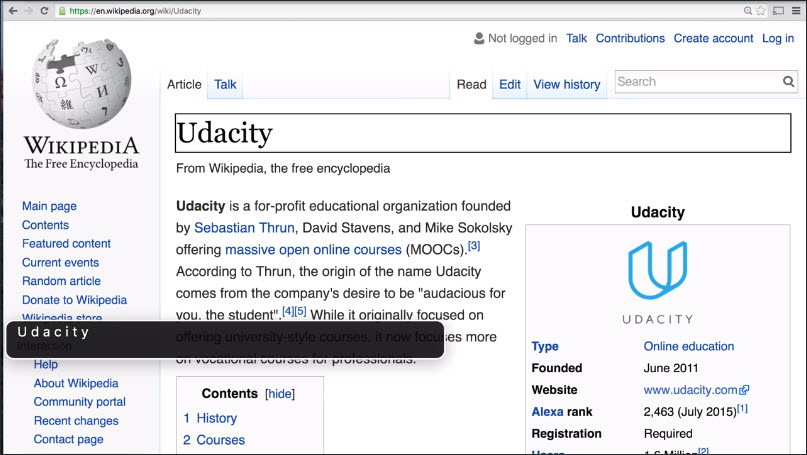 https://en.wikipedia.org/wiki/Udacity
Not logged in Talk Contributions Create account Log in
Article Talk Read Edit View history Search
WIKIPEDIA
The Free Encyclopedia
Main page
Contents
Featured content
Current events
Random article
Donate to Wikipedia
Wikipedia store
Interaction
Help
About Wikipedia
Community portal
Recent changes
Contact page
Udacity
From Wikipedia, the free encyclopedia
Udacity is a for-profit educational organization founded
by Sebastian Thrun, David Stavens, and Mike Sokolsky
offering massive open online courses (MOOCs).[3]
According to Thrun, the origin of the name Udacity
comes from the company's desire to be "audacious for
you, the student".[4][5] While it originally focused on
offering university-style courses, it now focuses more
on vocational courses for professionals.
Udacity
Contents [hide]
1 History
2 Courses
Udacity
UDACITY
Type Online education
Founded June 2011
Website www.udacity.com
Alexa rank 2,463 (July 2015)[1]
Registration Required
Users 1.6 Million[2]